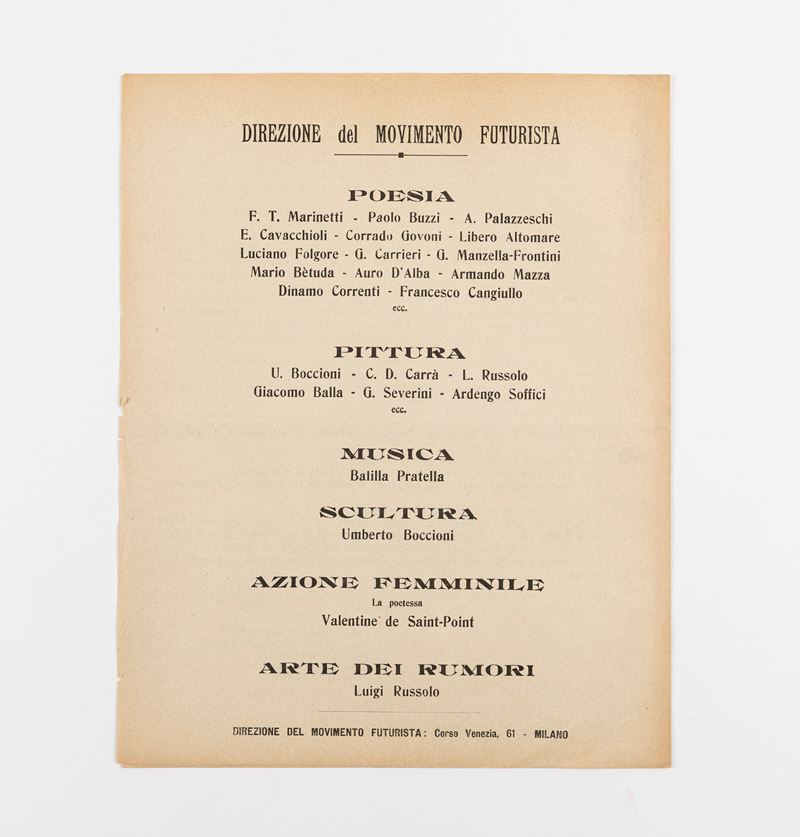 DIREZIONE del MOVIMENTO FUTURISTA
POESIA
F. T. Marinetti - Paolo Buzzi - A. Palazzeschi
E. Cavacchioli - Corrado Govoni - Libero Altomare
Luciano Folgore - G. Carrieri - G. Manzella-Frontini
Mario Bètuda - Auro D'Alba - Armando Mazza
Dinamo Correnti - Francesco Cangiullo
ecc.
PITTURA
U. Boccioni - C. D. Carrà - L. Russolo
Giacomo Balla - G. Severini - Ardengo Soffici
ecc.
MUSICA
Balilla Pratella
SCULTURA
Umberto Boccioni
AZIONE FEMMINILE
La poetessa
Valentine de Saint-Point
ARTE DEI RUMORI
Luigi Russolo
DIREZIONE DEL MOVIMENTO FUTURISTA: Corso Venezia, 61 - MILANO